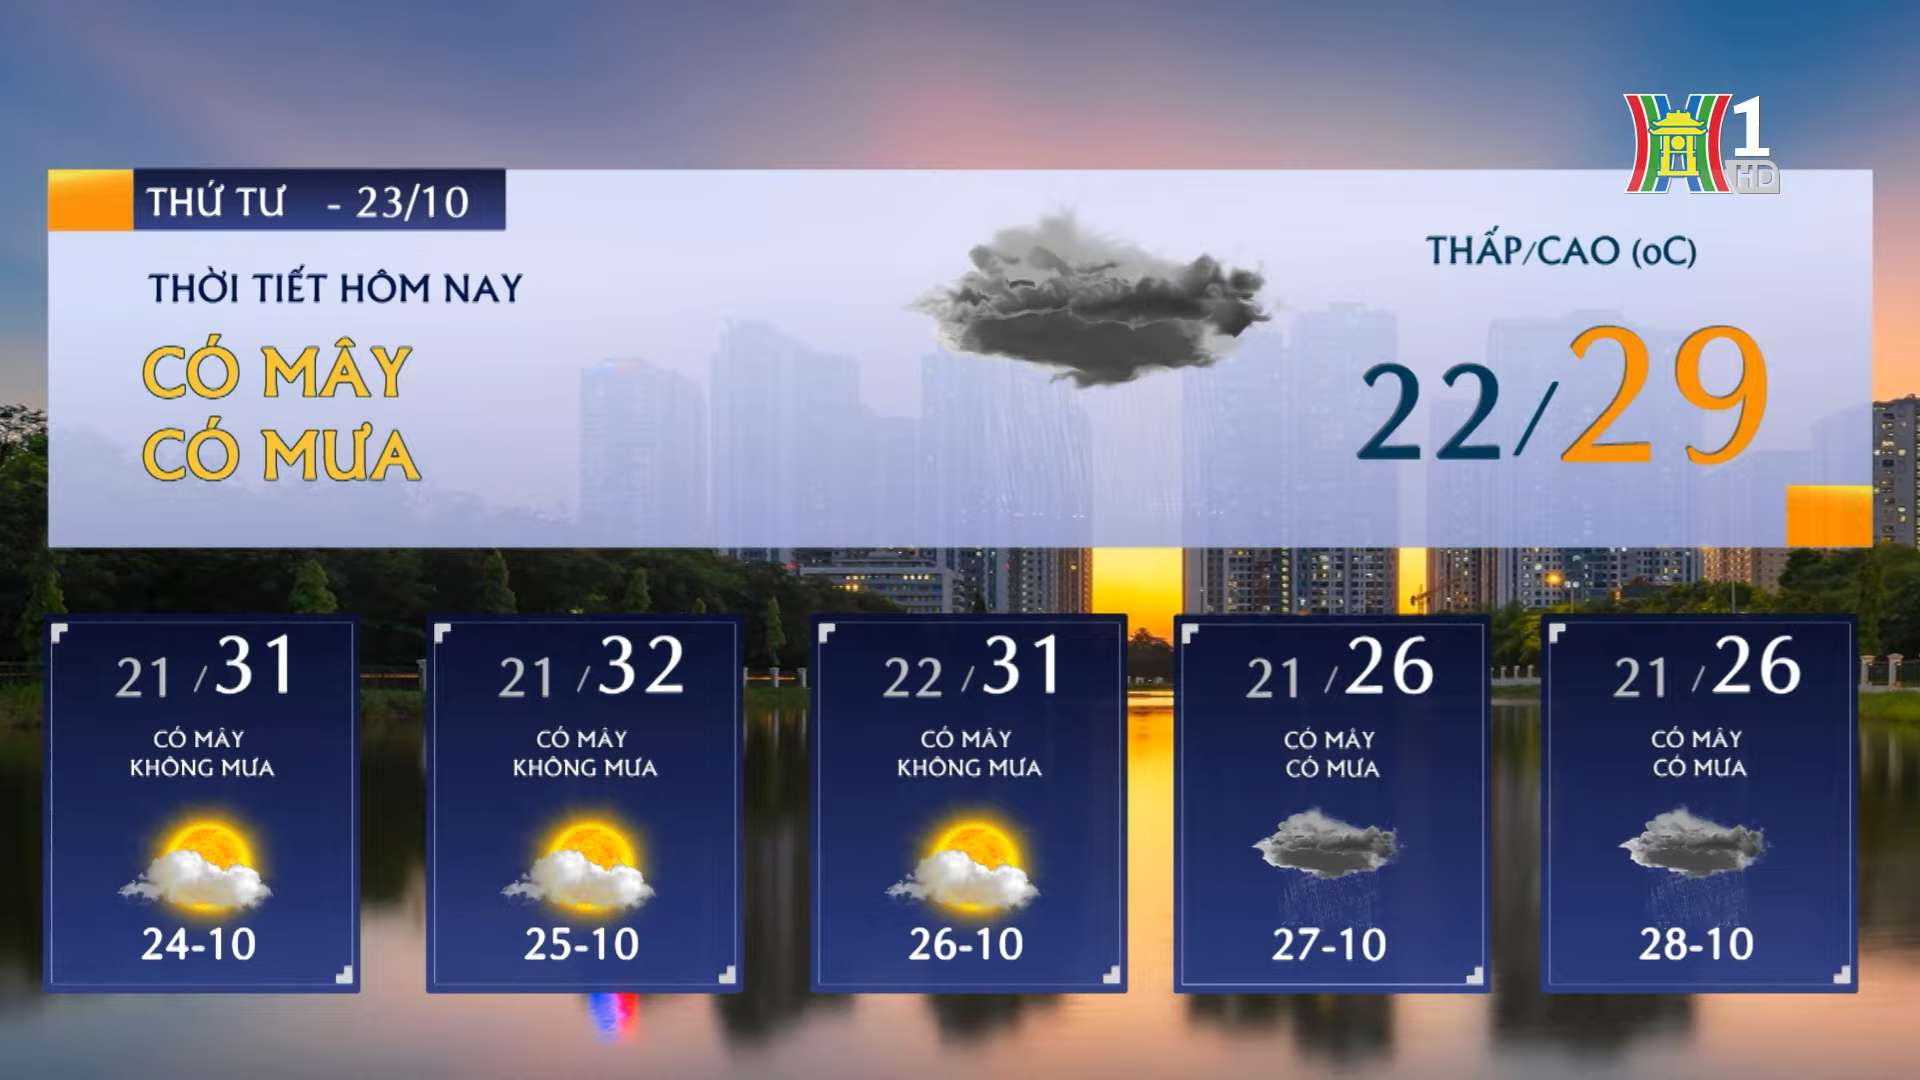 1
HD
THỨ TƯ - 23/10
THỜI TIẾT HÔM NAY
CÓ MÂY
CÓ MƯA
THẤP/CAO (oC)
22/29
21 /31
CÓ MÂY
KHÔNG MƯA
24-10
21 /32
CÓ MÂY
KHÔNG MƯA
25-10
22 /31
CÓ MÂY
KHÔNG MƯA
26-10
21 /26
CÓ MÂY
CÓ MƯA
27-10
21 /26
CÓ MÂY
CÓ MƯA
28-10